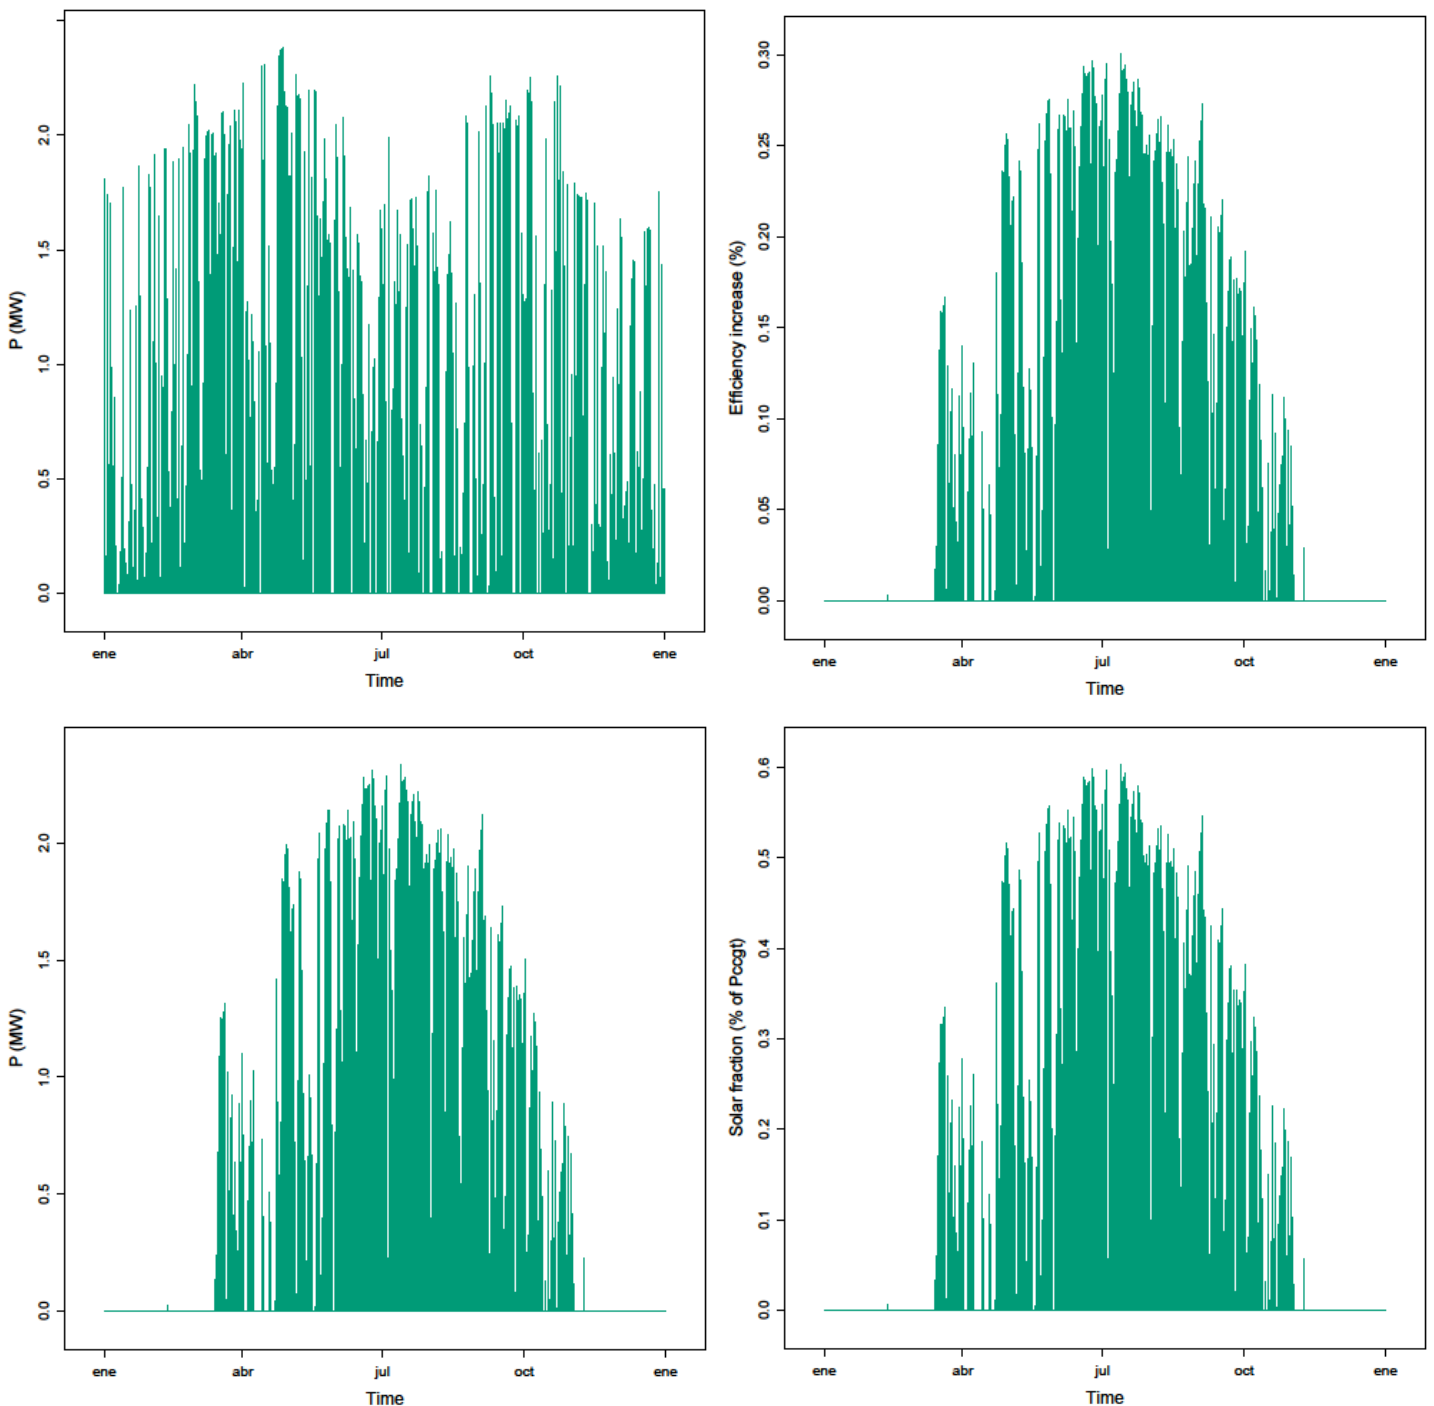 P (MW)
2.0
1.5
1.0
0.5
0.0
ene
abr
jul
oct
ene
Time
Efficiency increase (%)
0.30
0.25
0.20
0.15
0.10
0.05
0.00
ene
abr
jul
oct
ene
Time
P (MW)
2.0
1.5
1.0
0.5
0.0
ene
abr
jul
oct
ene
Time
Solar fraction (% of Pccgt)
0.6
0.5
0.4
0.3
0.2
0.1
0.0
ene
abr
jul
oct
ene
Time